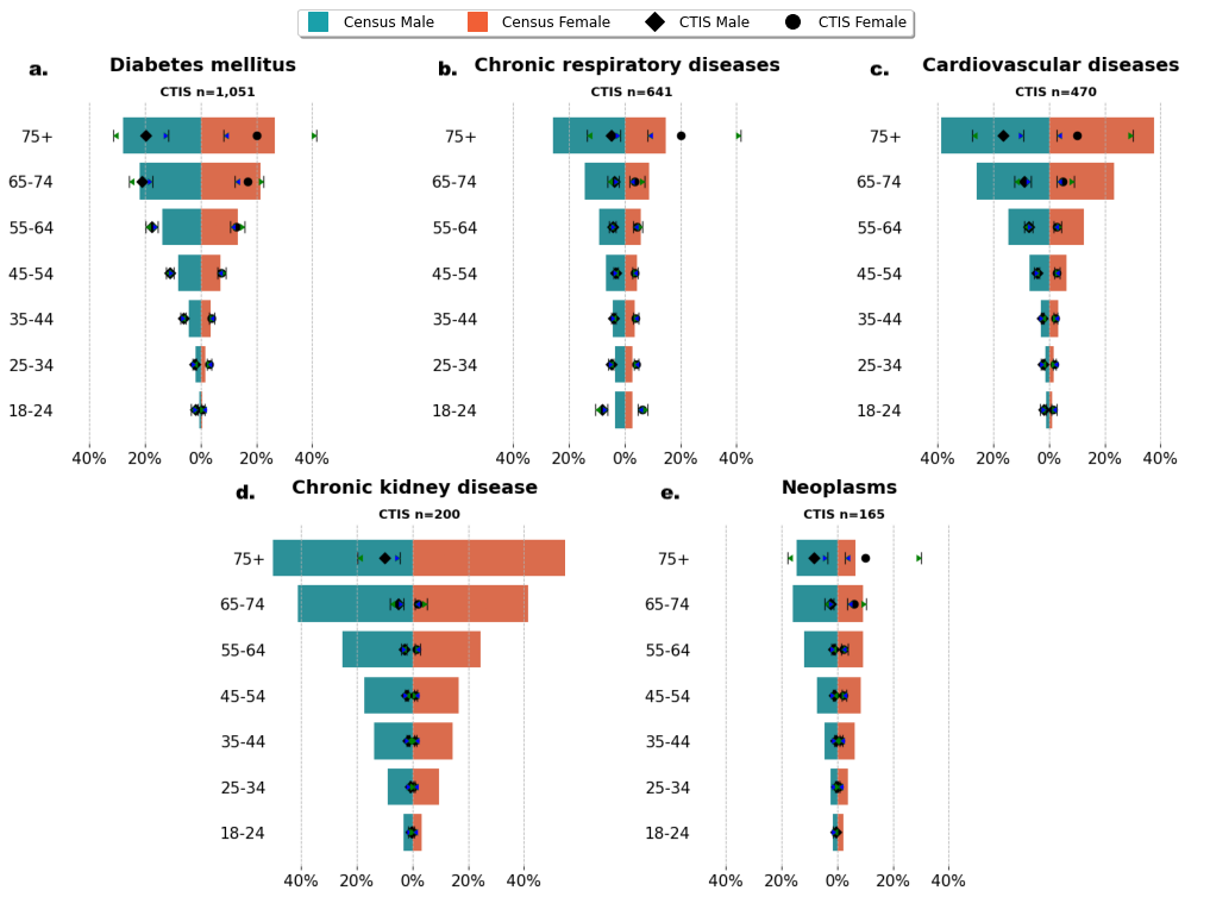 Census Male Census Female CTIS Male CTIS Female
a. Diabetes mellitus
CTIS n=1,051
75+
65-74
55-64
45-54
35-44
25-34
18-24
40% 20% 0% 20% 40%
b. Chronic respiratory diseases
CTIS n=641
75+
65-74
55-64
45-54
35-44
25-34
18-24
40% 20% 0% 20% 40%
c. Cardiovascular diseases
CTIS n=470
75+
65-74
55-64
45-54
35-44
25-34
18-24
40% 20% 0% 20% 40%
d. Chronic kidney disease
CTIS n=200
75+
65-74
55-64
45-54
35-44
25-34
18-24
40% 20% 0% 20% 40%
e. Neoplasms
CTIS n=165
75+
65-74
55-64
45-54
35-44
25-34
18-24
40% 20% 0% 20% 40%